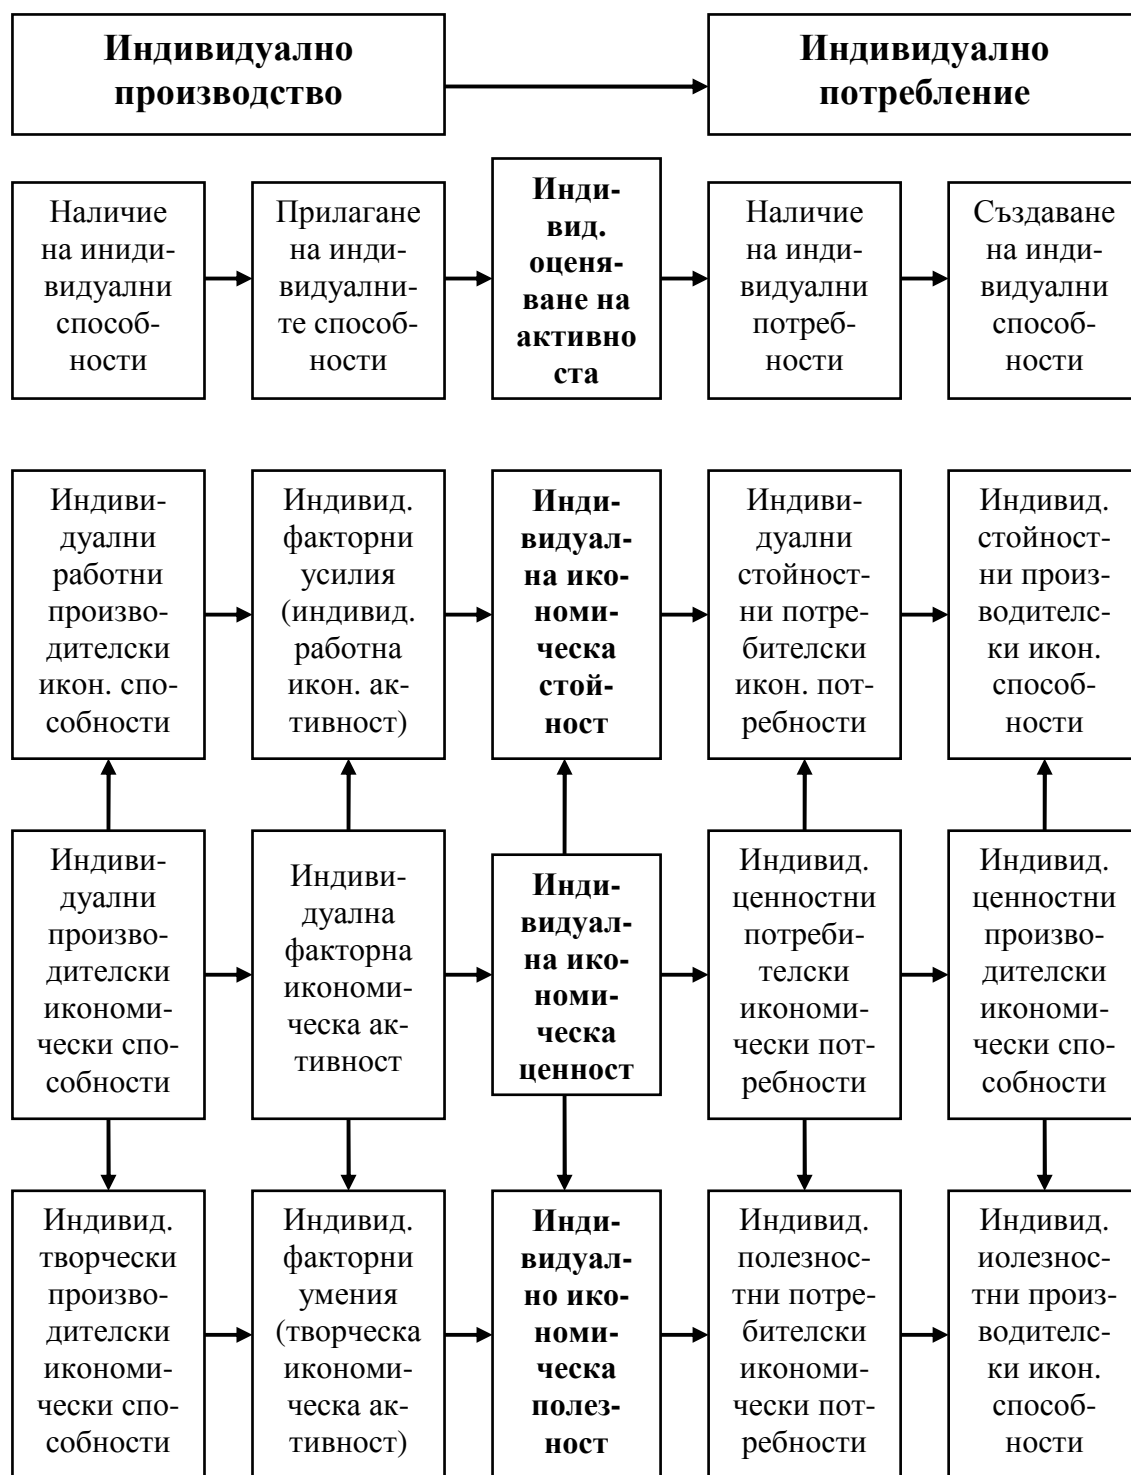 Индивидуално
производство
Индивидуално
потребление
Наличие
на иниди-
видуални
способ-
ности
Прилагане
на инди-
видуални-
те способ-
ности
Инди-
вид.
оценя-
ване на
активно
ста
Наличие
на инди-
видуални
потреб-
ности
Създаване
на инди-
видуални
способ-
ности
Индиви-
дуални
работни
произво-
дителски
икон. спо-
собности
Индивид.
факторни
усилия
(индивид.
работна
икон. ак-
тивност)
Инди-
видуал-
на ико-
номи-
ческа
стой-
ност
Индиви-
дуални
стойност-
ни потре-
бителски
икон. пот-
ребности
Индивид.
стойност-
ни произ-
водителс-
ки икон.
способ-
ности
Индиви-
дуални
произво-
дителски
икономи-
чески спо-
собности
Индиви-
дуална
факторна
икономи-
ческа ак-
тивност
Инди-
видуал-
на ико-
номи-
ческа
ценност
Индивид.
ценностни
потреби-
телски
икономи-
чески пот-
ребности
Индивид.
ценностни
произво-
дителски
икономи-
чески спо-
собности
Индивид.
творчески
произво-
дителски
икономи-
чески спо-
собности
Индивид.
факторни
умения
(творческа
икономи-
ческа ак-
тивност)
Инди-
видуал-
но ико-
номи-
ческа
полез-
ност
Индивид.
полезнос-
тни потре-
бителски
икономи-
чески пот-
ребности
Индивид.
иолезнос-
тни произ-
водителс-
ки икон.
способ-
ности